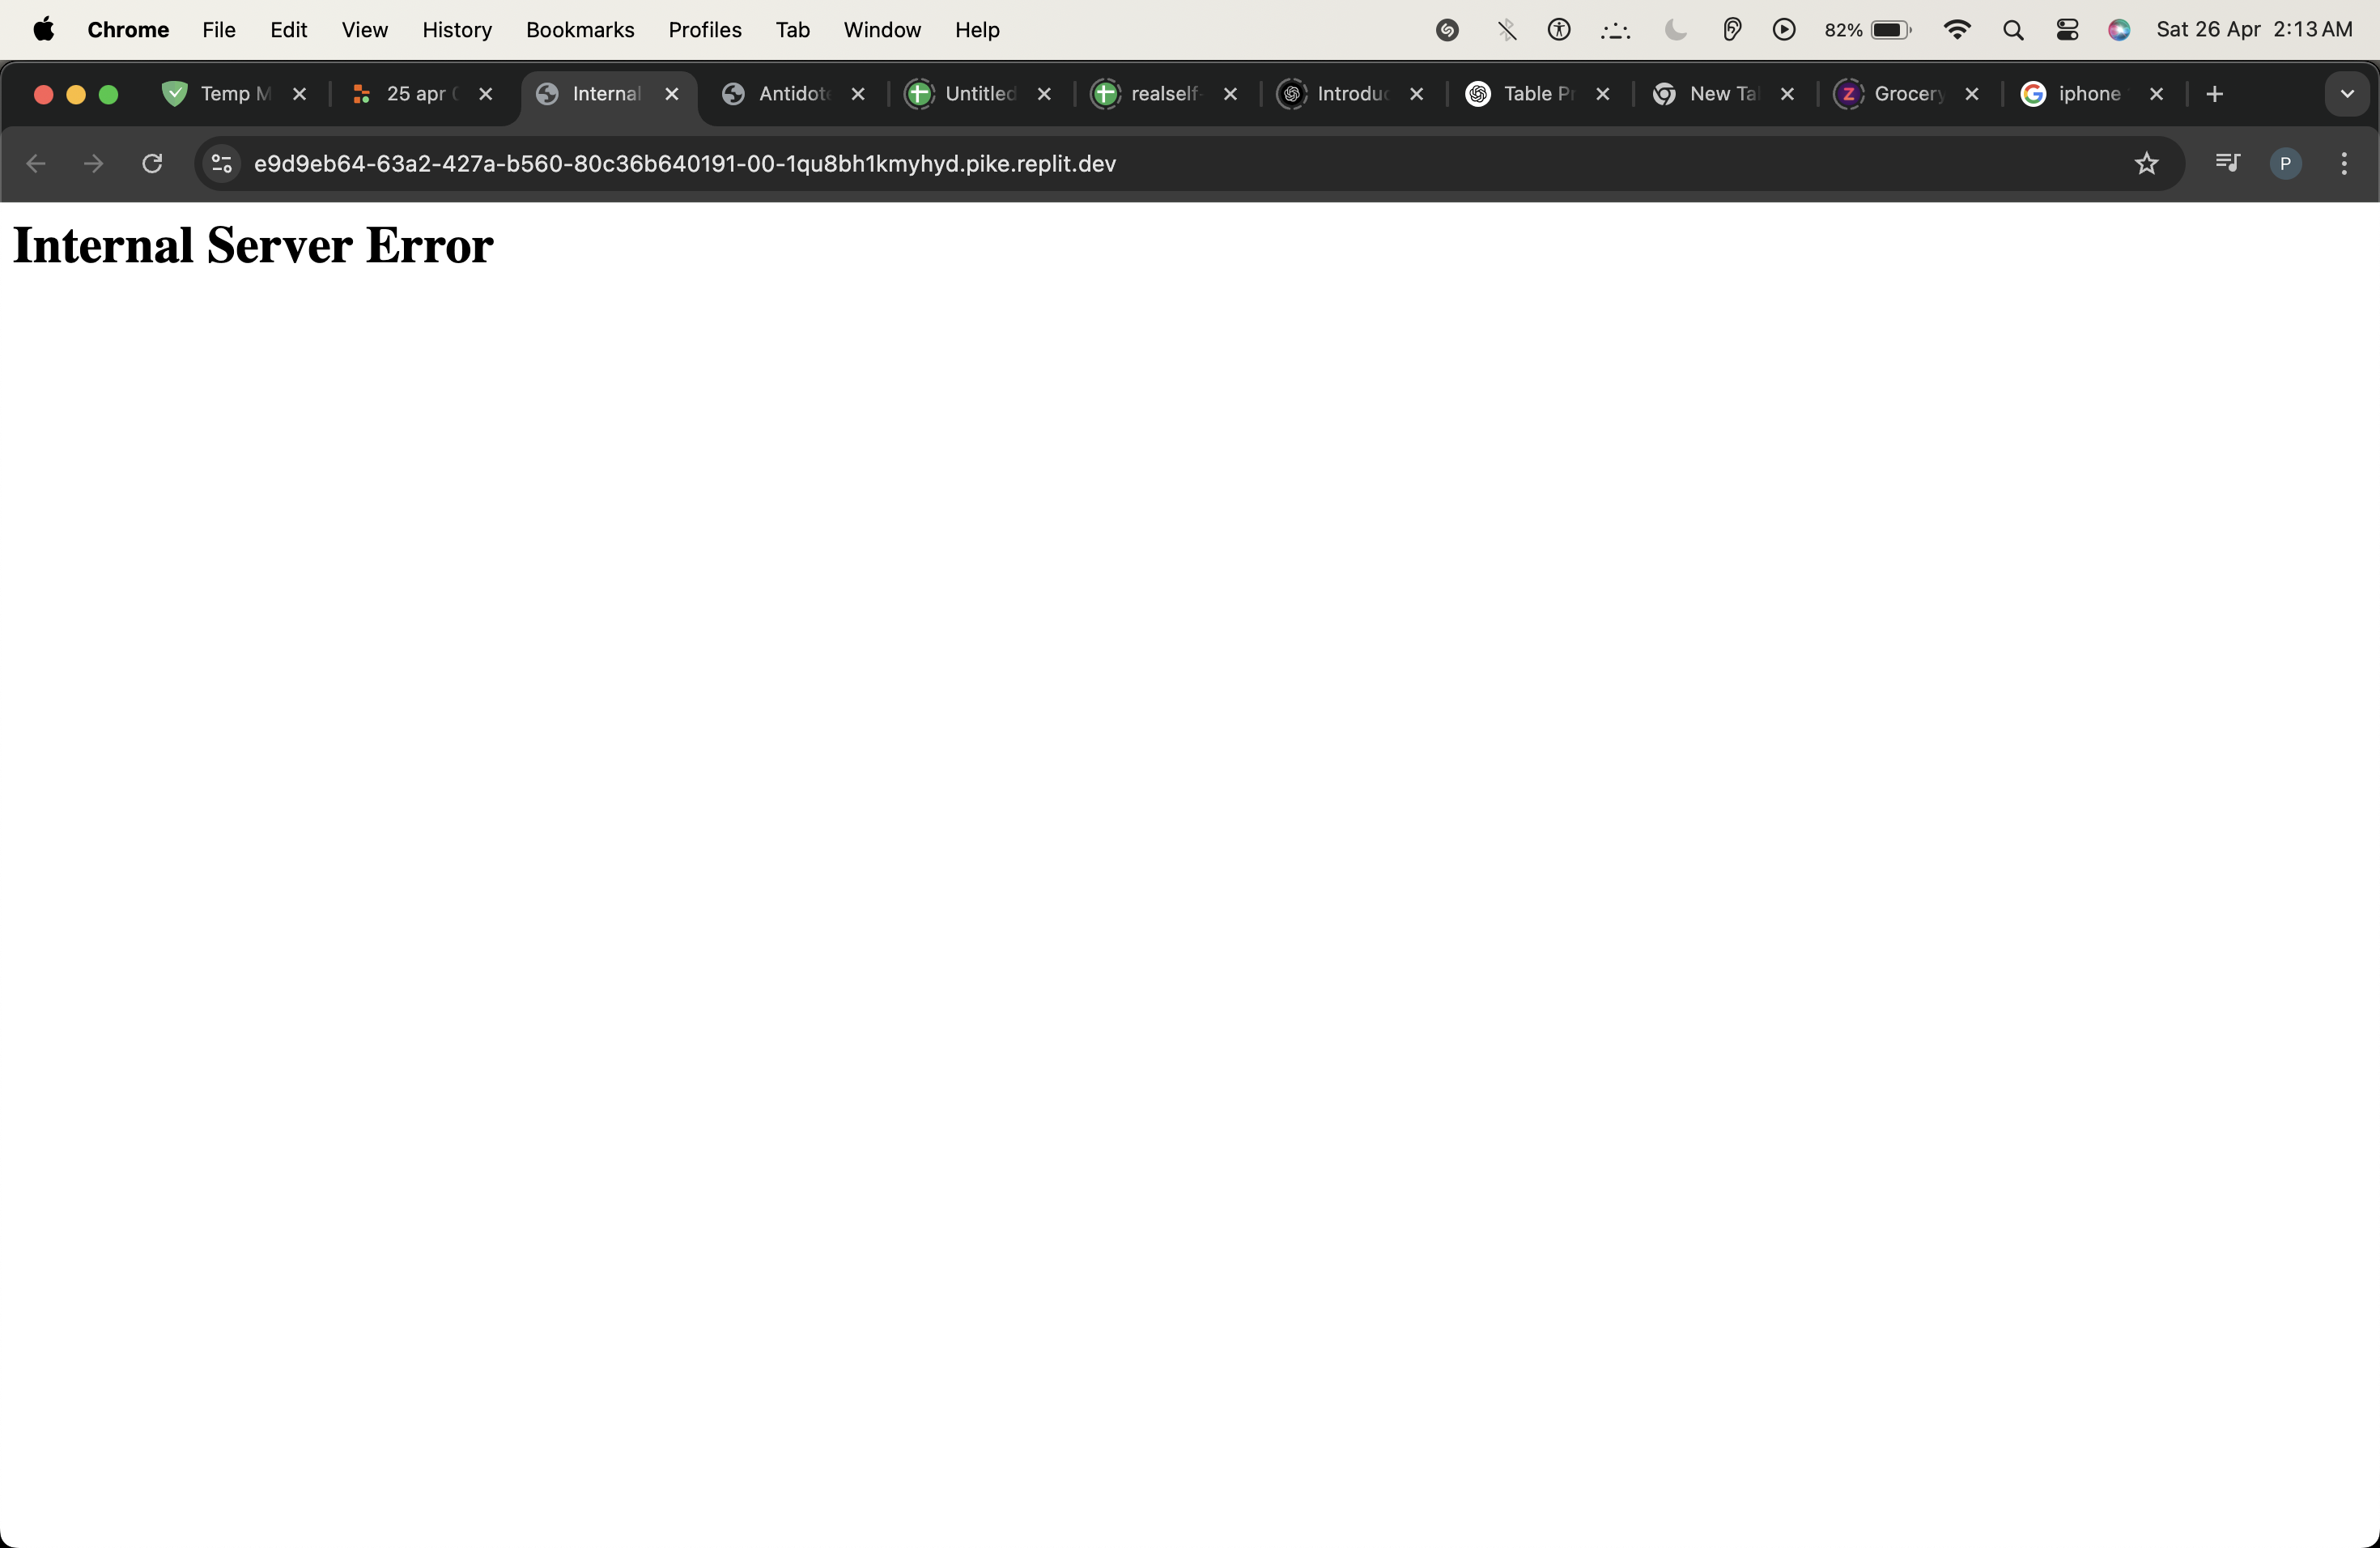 Chrome File Edit View History Bookmarks Profiles Tab Window Help 82% Sat 26 Apr 2:13 AM
Temp M 25 apr Internal Antidot Untitled realself- Introdu Table Pr New Ta Grocery iphone
e9d9eb64-63a2-427a-b560-80c36b640191-00-1qu8bh1kmyhyd.pike.replit.dev P
Internal Server Error